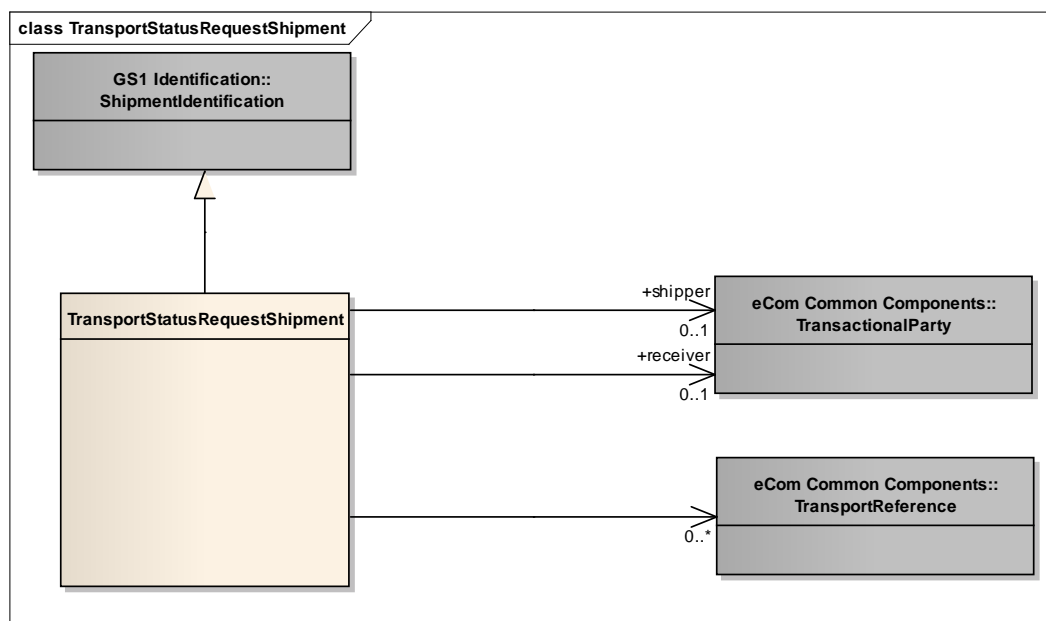 class TransportStatusRequestShipment
GS1 Identification::
ShipmentIdentification
TransportStatusRequestShipment
+shipper
0..1
+receiver
0..1
eCom Common Components::
TransactionalParty
0..*
eCom Common Components::
TransportReference